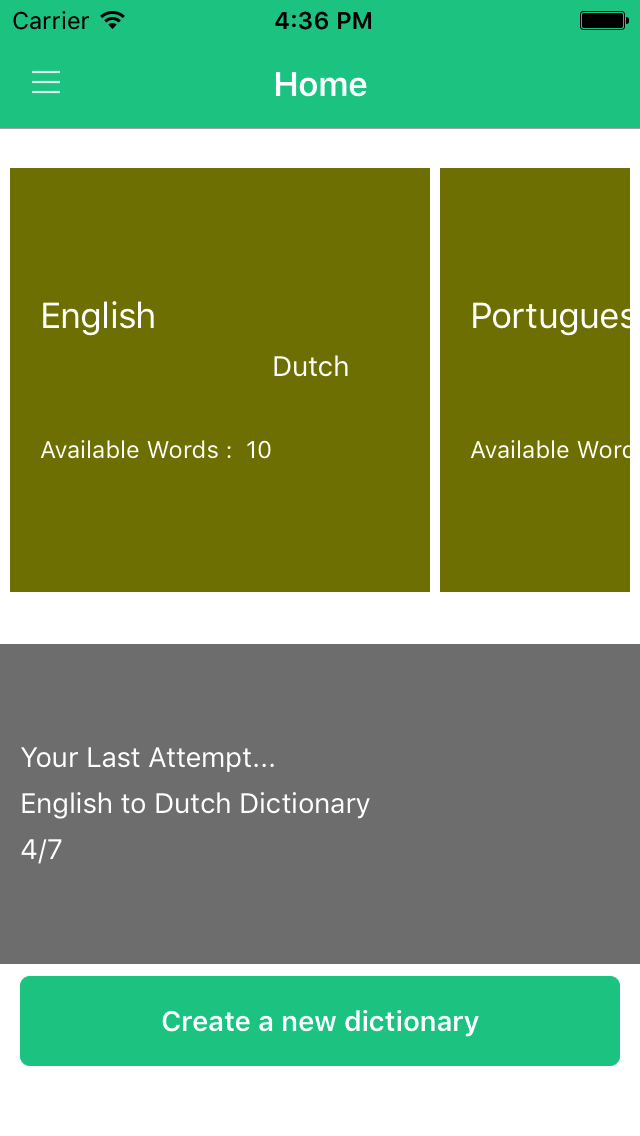 Carrier 4:36 PM
Home
English
Dutch
Available Words : 10
Portugues
Available Word
Your Last Attempt...
English to Dutch Dictionary
4/7
Create a new dictionary